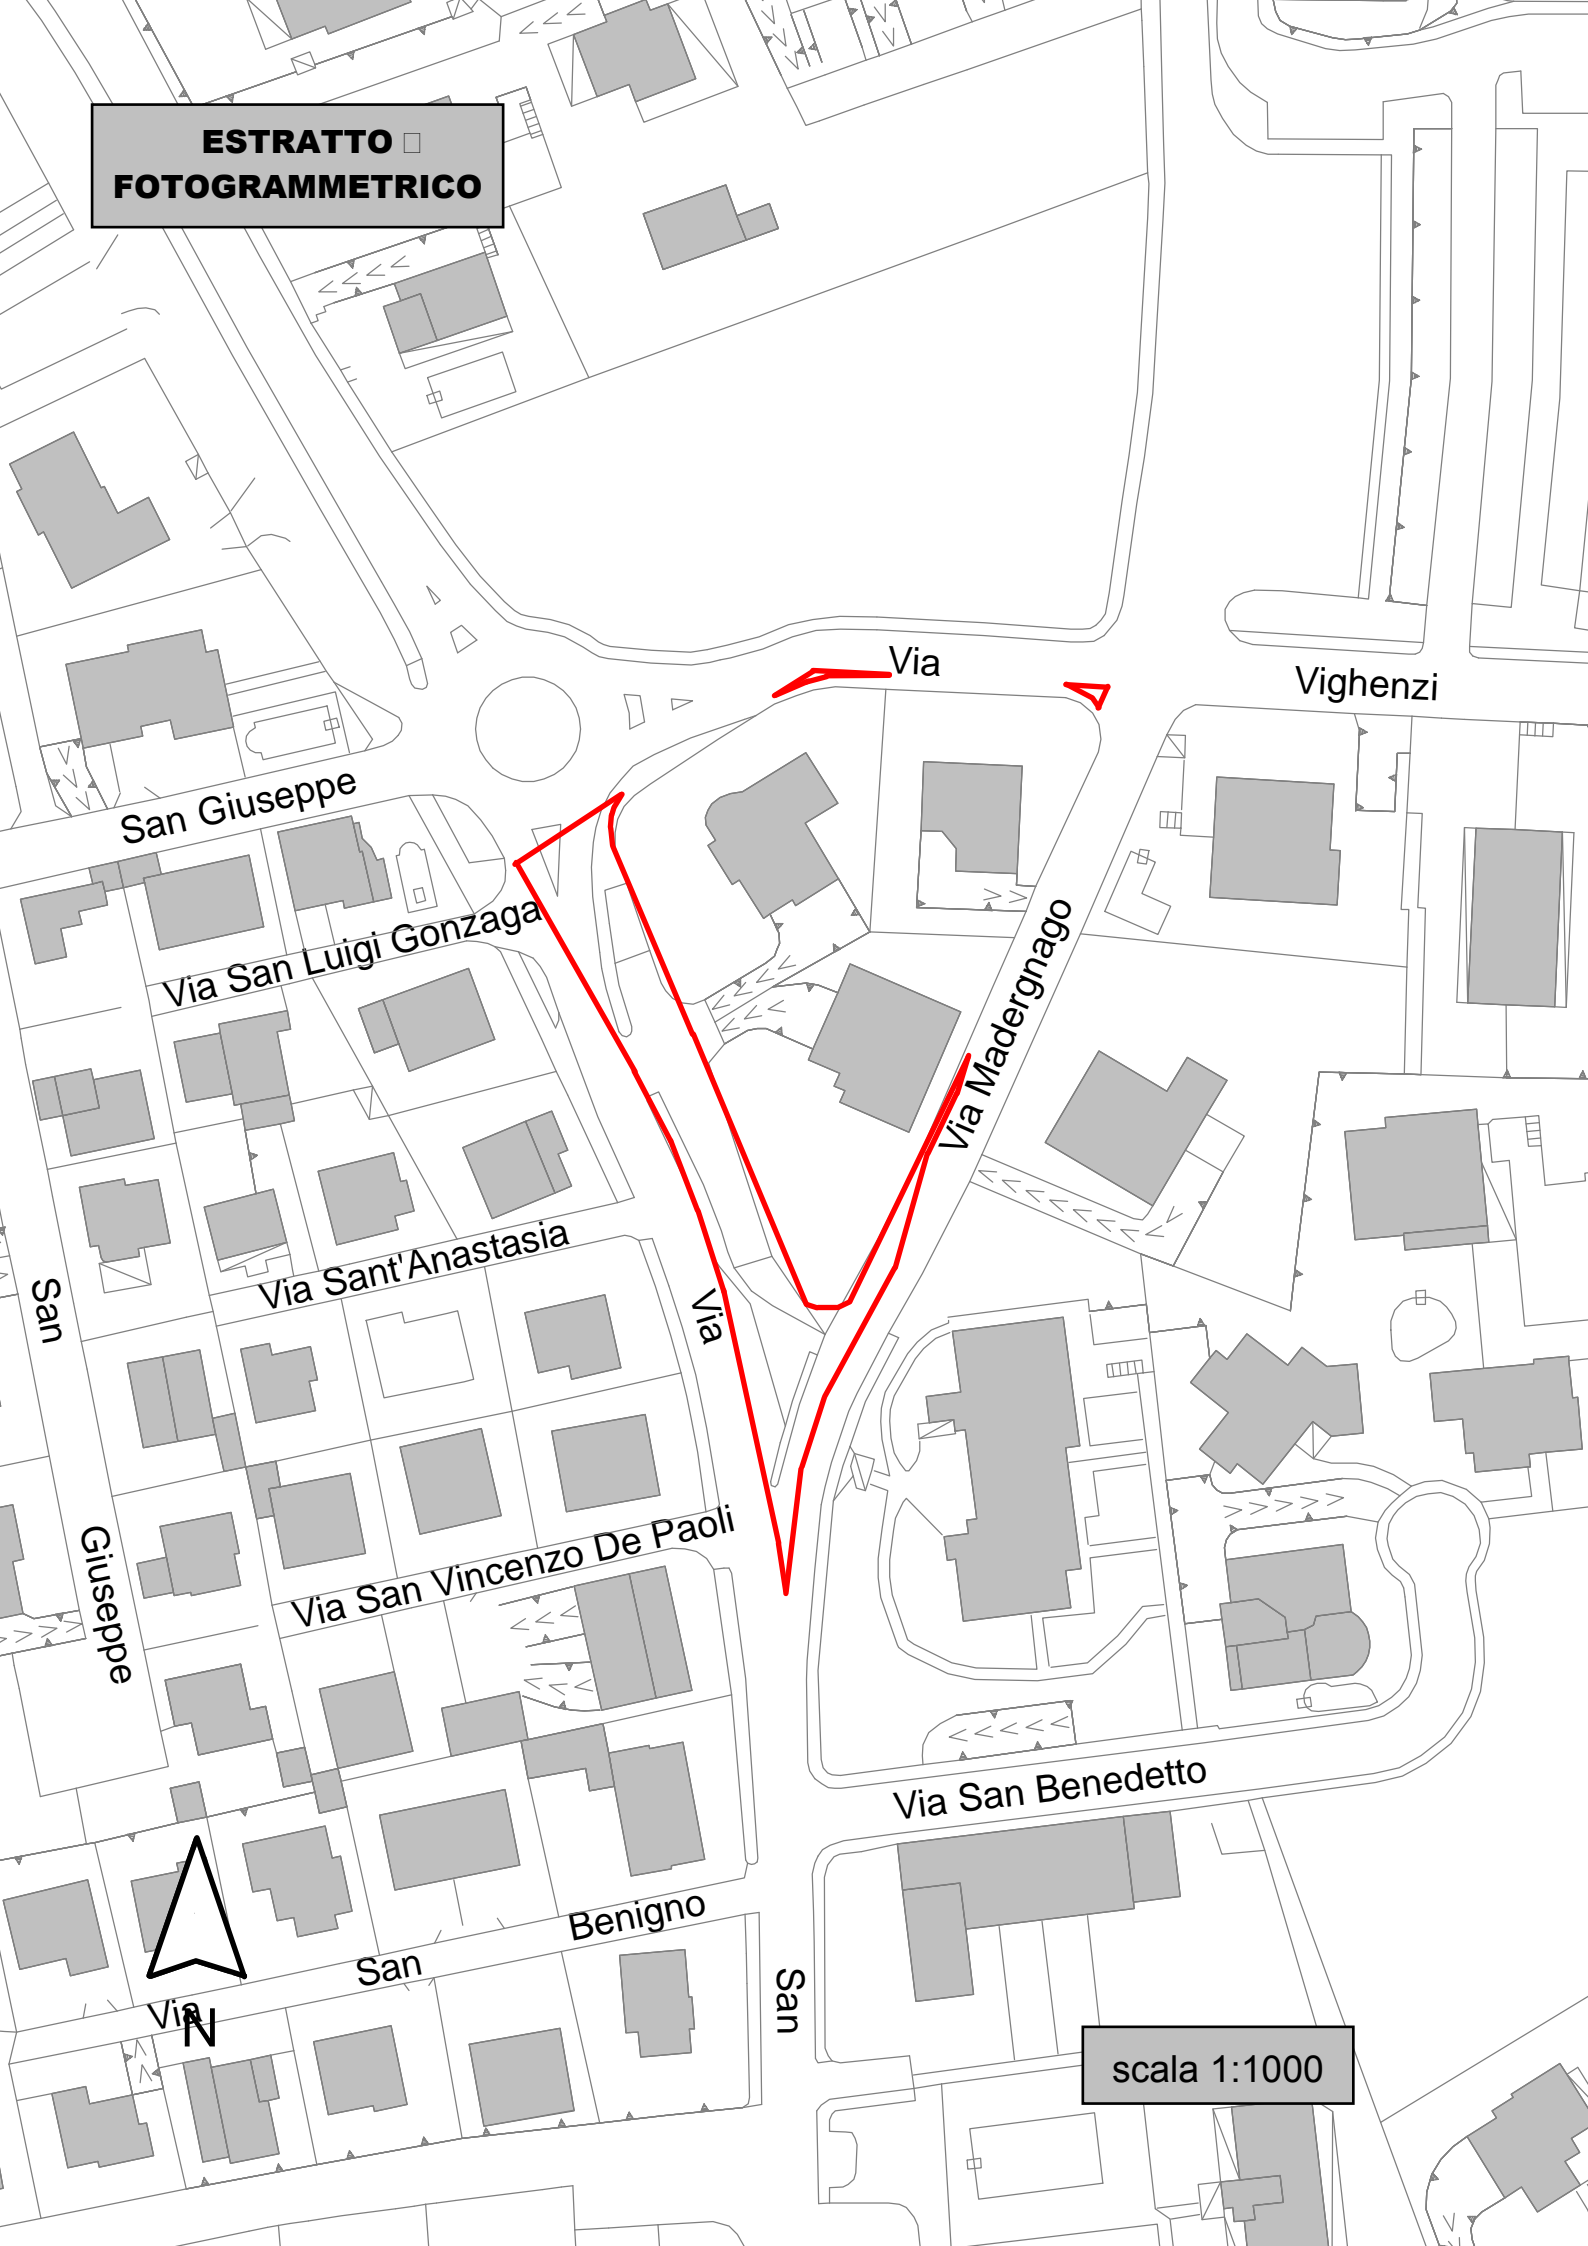 ESTRATTO
FOTOGRAMMETRICO
Via
Vighenzi
San Giuseppe
Via San Luigi Gonzaga
Via Madergnago
Via Sant'Anastasia
San
Giuseppe
Via
Via San Vincenzo De Paoli
Via San Benedetto
Via
San
Benigno
San
N
scala 1:1000